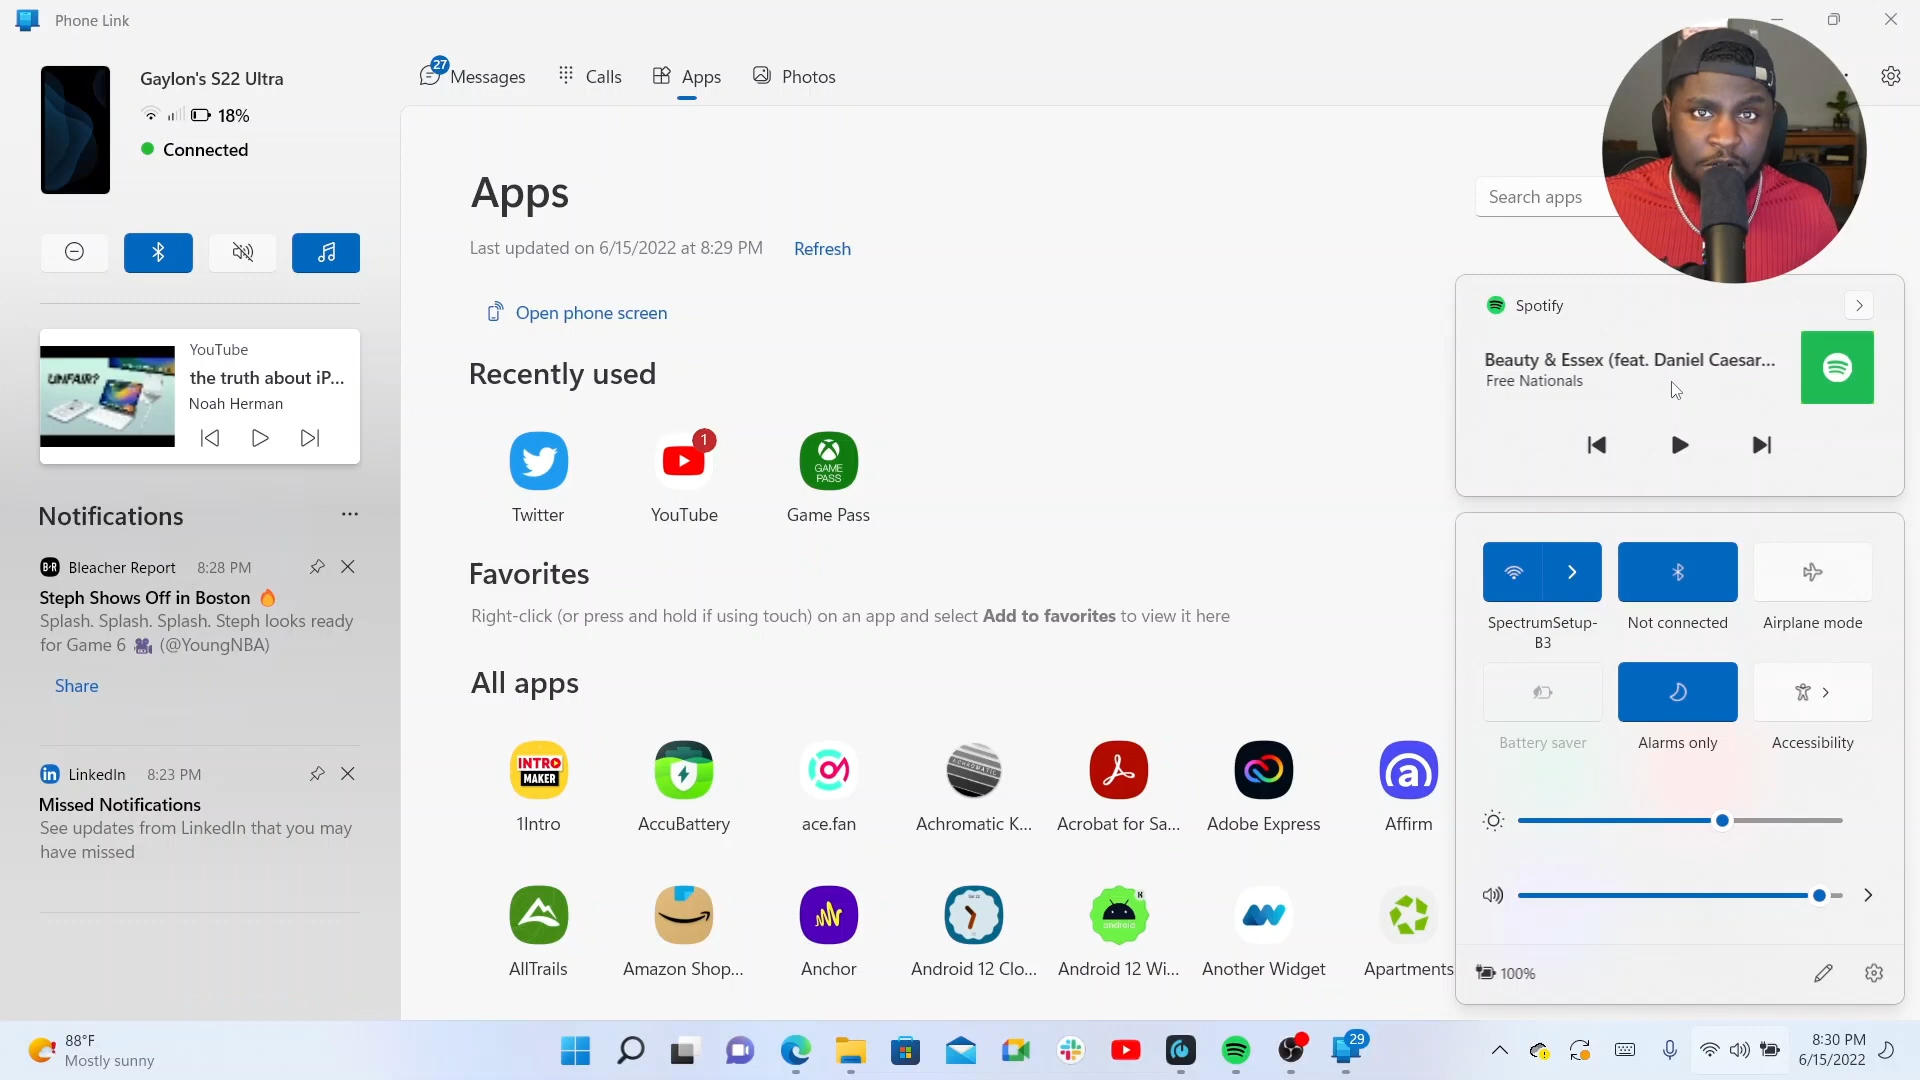 Phone Link
Gaylon's S22 Ultra
18%
Connected
27
Messages
Calls
Apps
Photos
Apps
Last updated on 6/15/2022 at 8:29 PM
Refresh
Search apps
Open phone screen
Recently used
1
GAME
PASS
Twitter
YouTube
Game Pass
Favorites
Right-click (or press and hold if using touch) on an app and select Add to favorites to view it here
All apps
INTRO
MAKER
ACHROMATIC
1Intro
AccuBattery
ace.fan
Achromatic K...
Acrobat for Sa...
Adobe Express
Affirm
android
AllTrails
Amazon Shop...
Anchor
Android 12 Clo...
Android 12 Wi...
Another Widget
Apartments
UNFAIR?
YouTube
the truth about iP...
Noah Herman
Notifications
B·R
Bleacher Report
8:28 PM
Steph Shows Off in Boston 🔥
Splash. Splash. Splash. Steph looks ready
for Game 6 🎥 (@YoungNBA)
Share
in
LinkedIn
8:23 PM
Missed Notifications
See updates from LinkedIn that you may
have missed
Spotify
Beauty & Essex (feat. Daniel Caesar...
Free Nationals
SpectrumSetup-
B3
Not connected
Airplane mode
Battery saver
Alarms only
Accessibility
100%
88°F
Mostly sunny
29
8:30 PM
6/15/2022